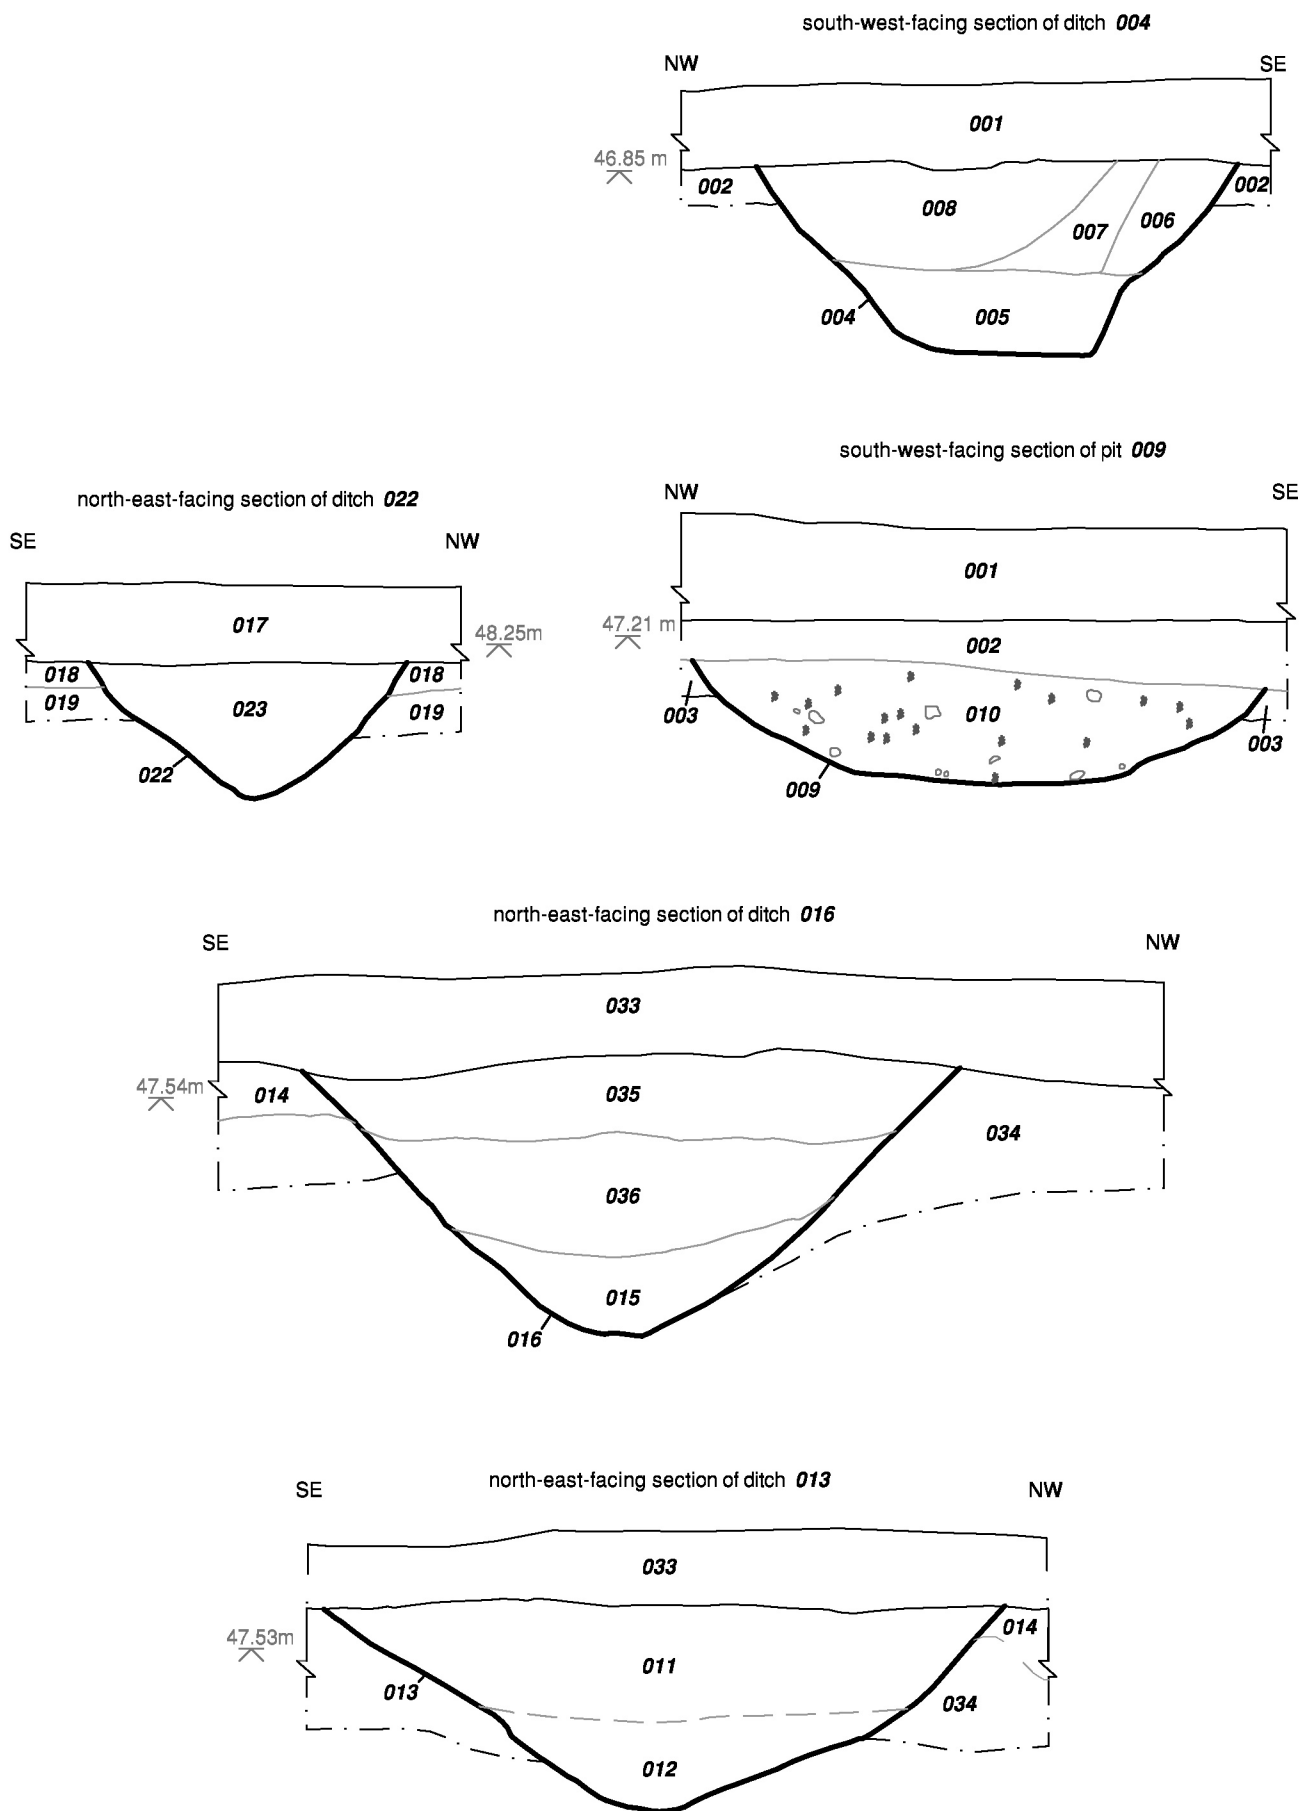 south-west-facing section of ditch 004
NW SE
001
46.85 m
002 008 007 006 002
004 005
south-west-facing section of pit 009
NW SE
001
47.21 m
002
003 010 003
009
north-east-facing section of ditch 022
SE NW
017
48.25m
018 018
019 023 019
022
north-east-facing section of ditch 016
SE NW
033
47.54m
014 035
034
036
015
016
north-east-facing section of ditch 013
SE NW
033
47.53m
014
011
013 034
012